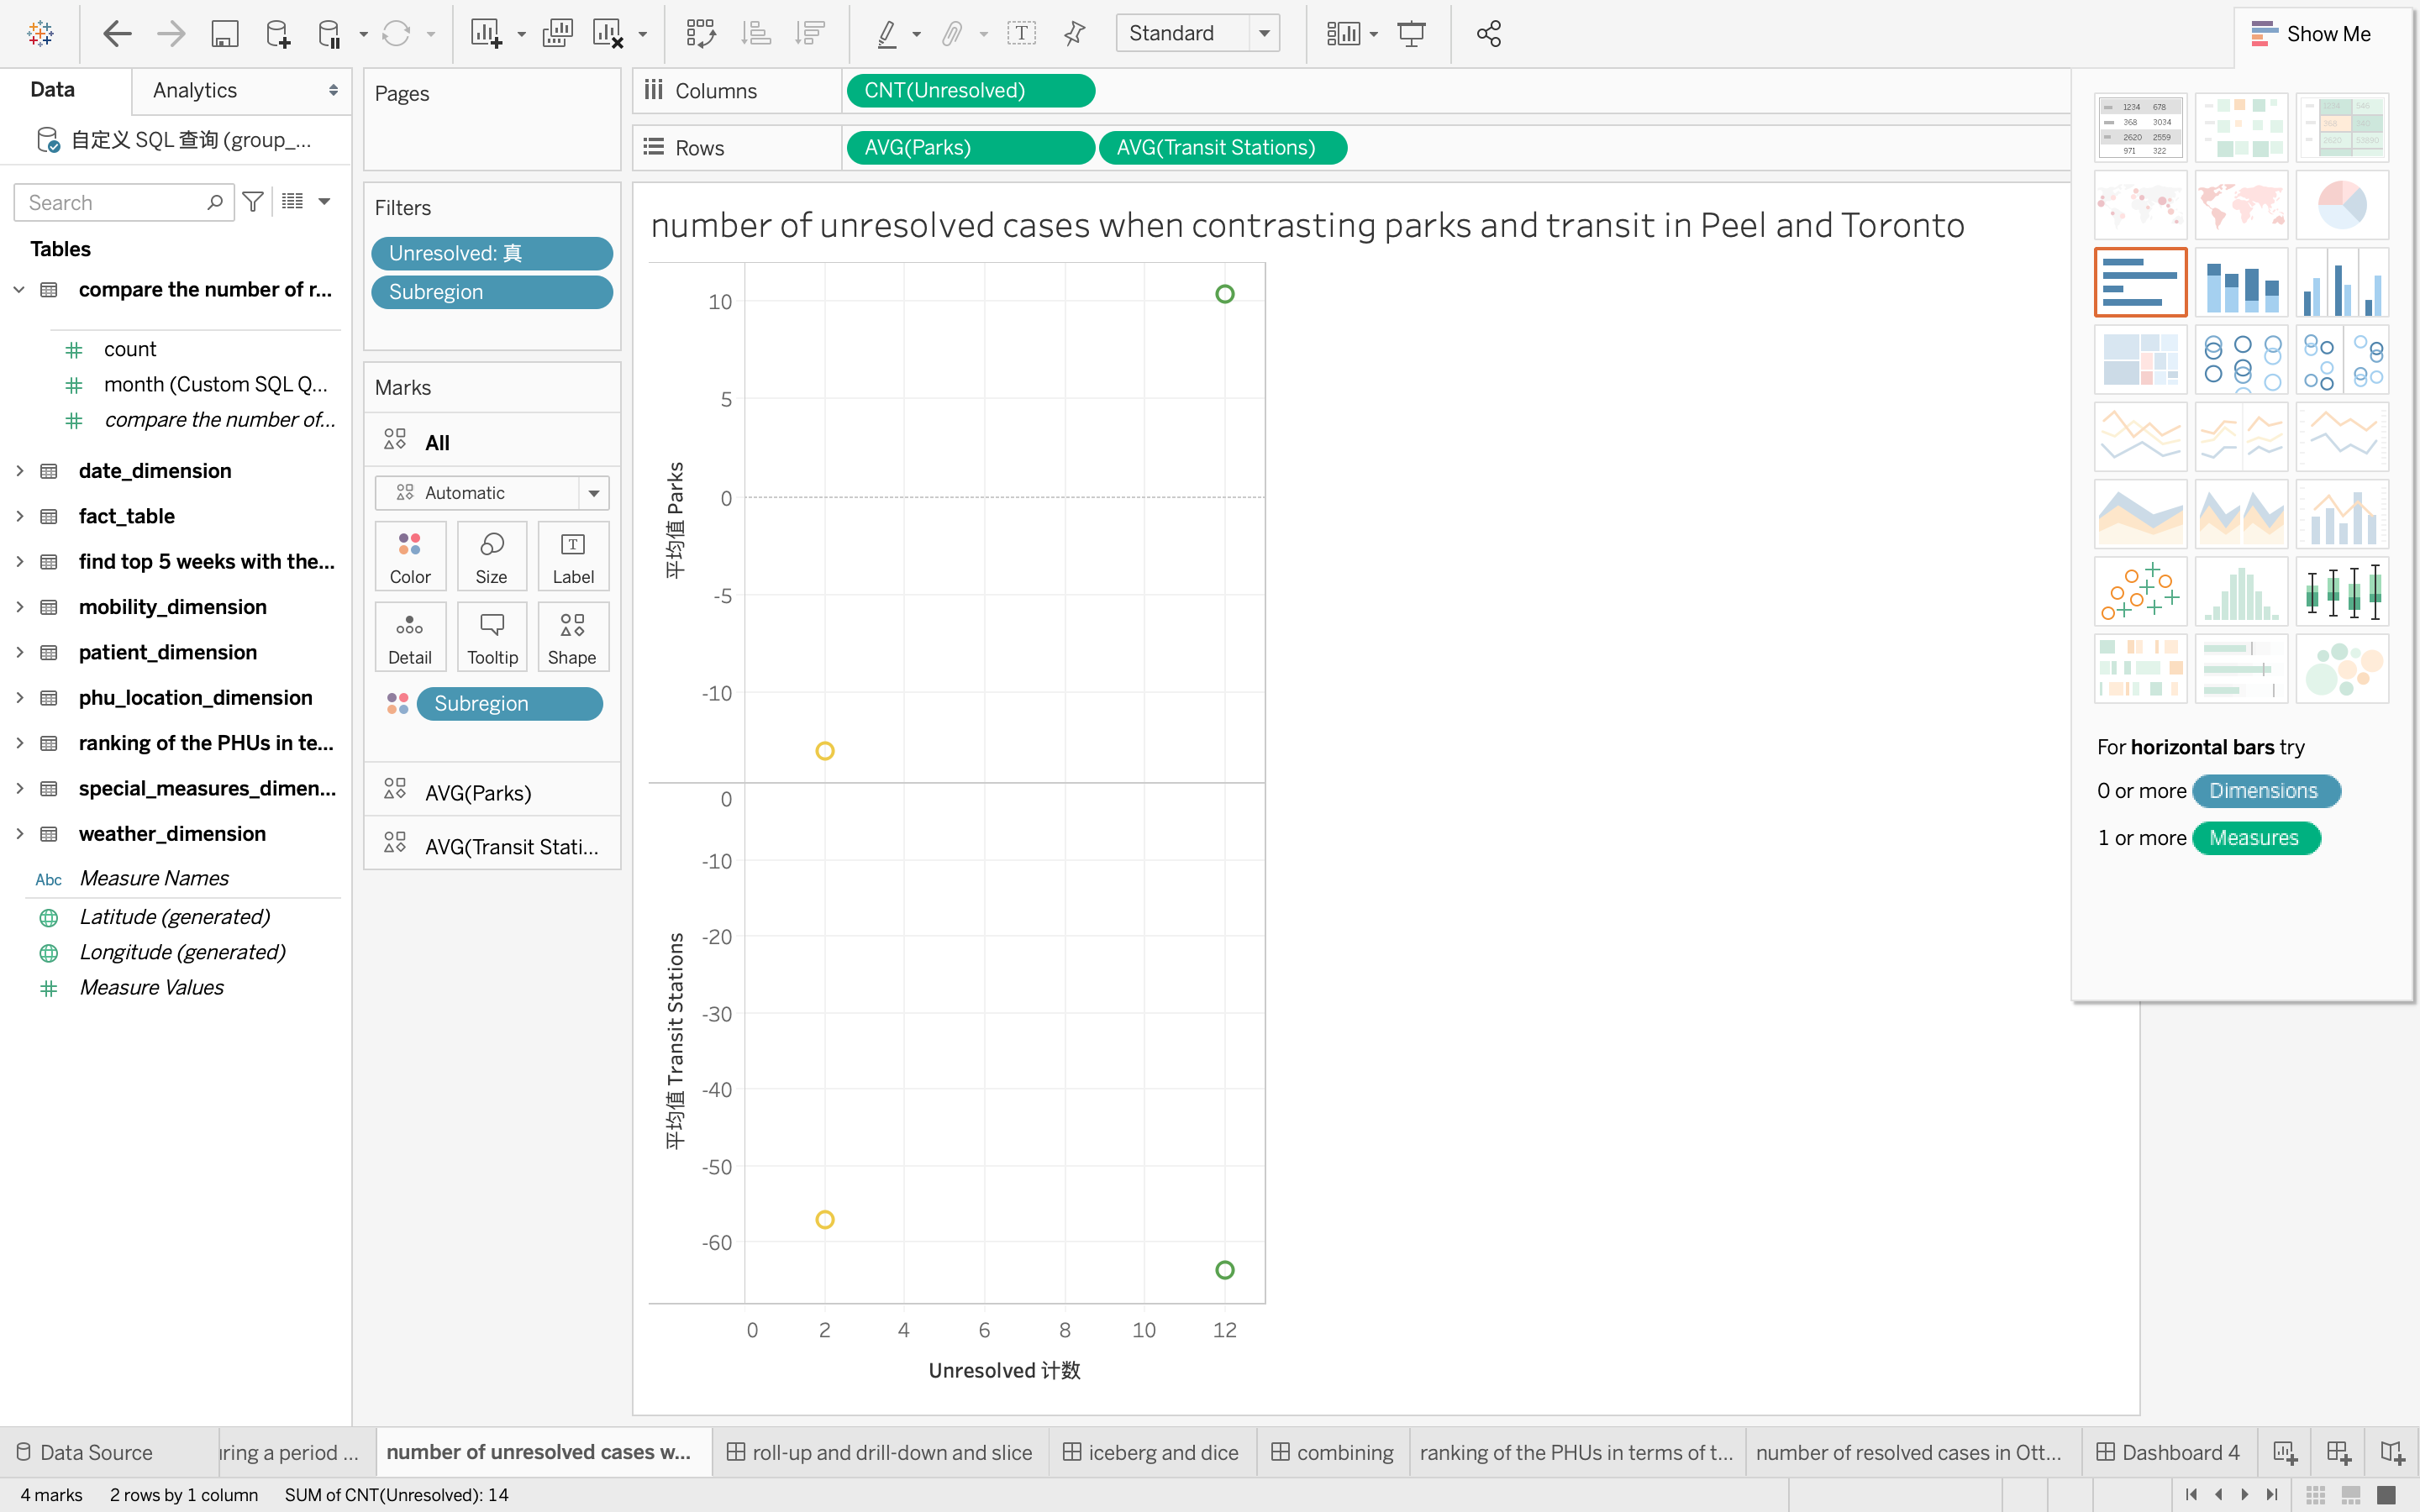 Standard
Show Me
Data
Analytics
自定义 SQL 查询 (group_...
Search
Tables
compare the number of r...
count
month (Custom SQL Q...
compare the number of...
date_dimension
fact_table
find top 5 weeks with the...
mobility_dimension
patient_dimension
phu_location_dimension
ranking of the PHUs in te...
special_measures_dimen...
weather_dimension
Abc Measure Names
Latitude (generated)
Longitude (generated)
Measure Values
Pages
Filters
Unresolved: 真
Subregion
Marks
All
Automatic
Color Size Label
Detail Tooltip Shape
Subregion
AVG(Parks)
AVG(Transit Stati...
Columns CNT(Unresolved)
Rows AVG(Parks) AVG(Transit Stations)
number of unresolved cases when contrasting parks and transit in Peel and Toronto
平均值 Parks
10
5
0
-5
-10
平均值 Transit Stations
0
-10
-20
-30
-40
-50
-60
0 2 4 6 8 10 12
Unresolved 计数
1234 678
368 3034
2620 2559
971 322
For horizontal bars try
0 or more Dimensions
1 or more Measures
Data Source
ıring a period ...
number of unresolved cases w...
roll-up and drill-down and slice
iceberg and dice
combining
ranking of the PHUs in terms of t...
number of resolved cases in Ott...
Dashboard 4
4 marks 2 rows by 1 column SUM of CNT(Unresolved): 14